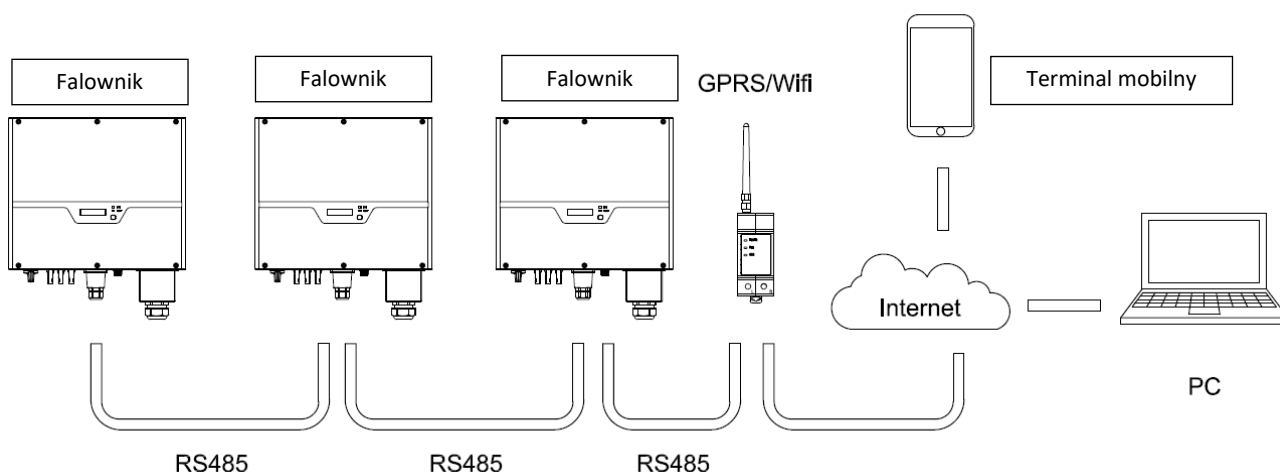 Falownik
Falownik
Falownik
GPRS/Wifi
Terminal mobilny
Internet
PC
RS485
RS485
RS485